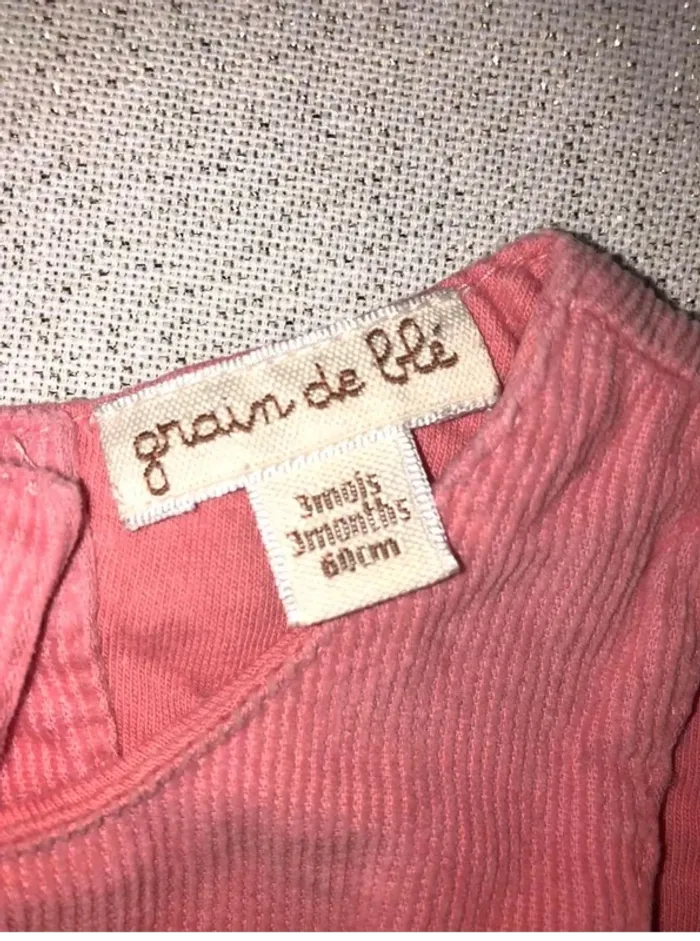 grain de blé
3mois
3months
60cm